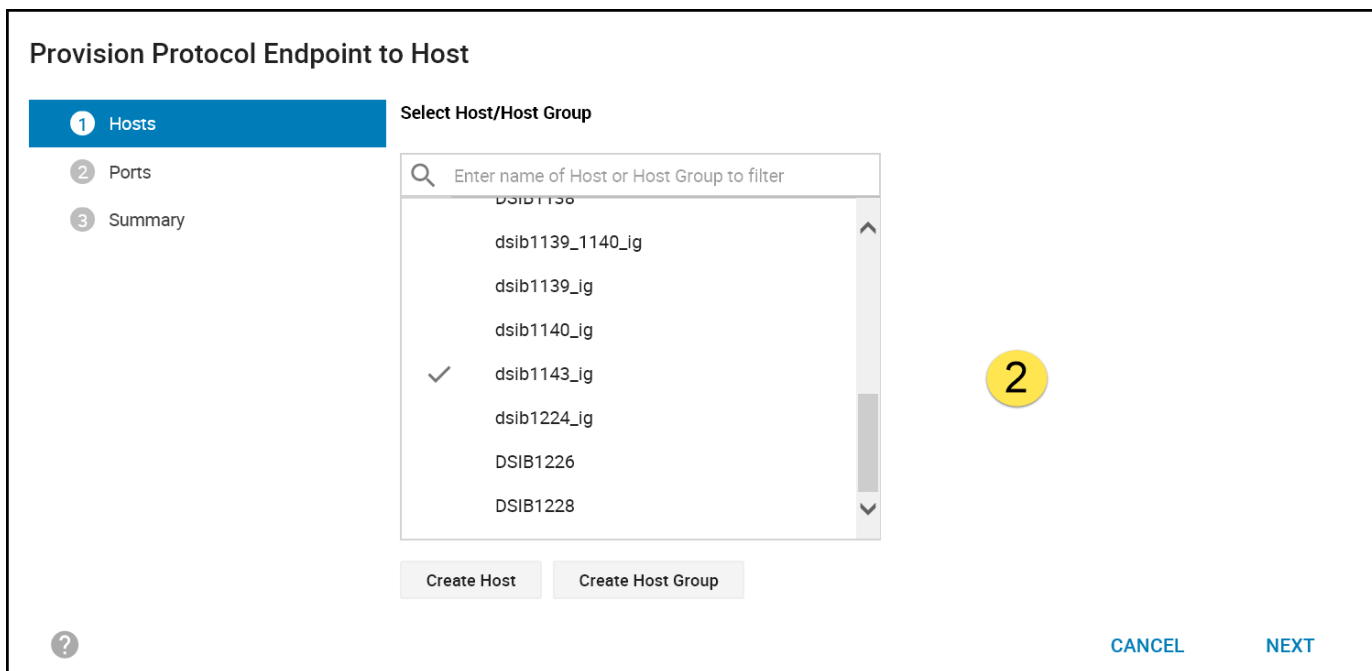 Provision Protocol Endpoint to Host
1 Hosts
2 Ports
3 Summary
Select Host/Host Group
Enter name of Host or Host Group to filter
DSIB1138
dsib1139_1140_ig
dsib1139_ig
dsib1140_ig
dsib1143_ig
dsib1224_ig
DSIB1226
DSIB1228
2
Create Host Create Host Group
? CANCEL NEXT